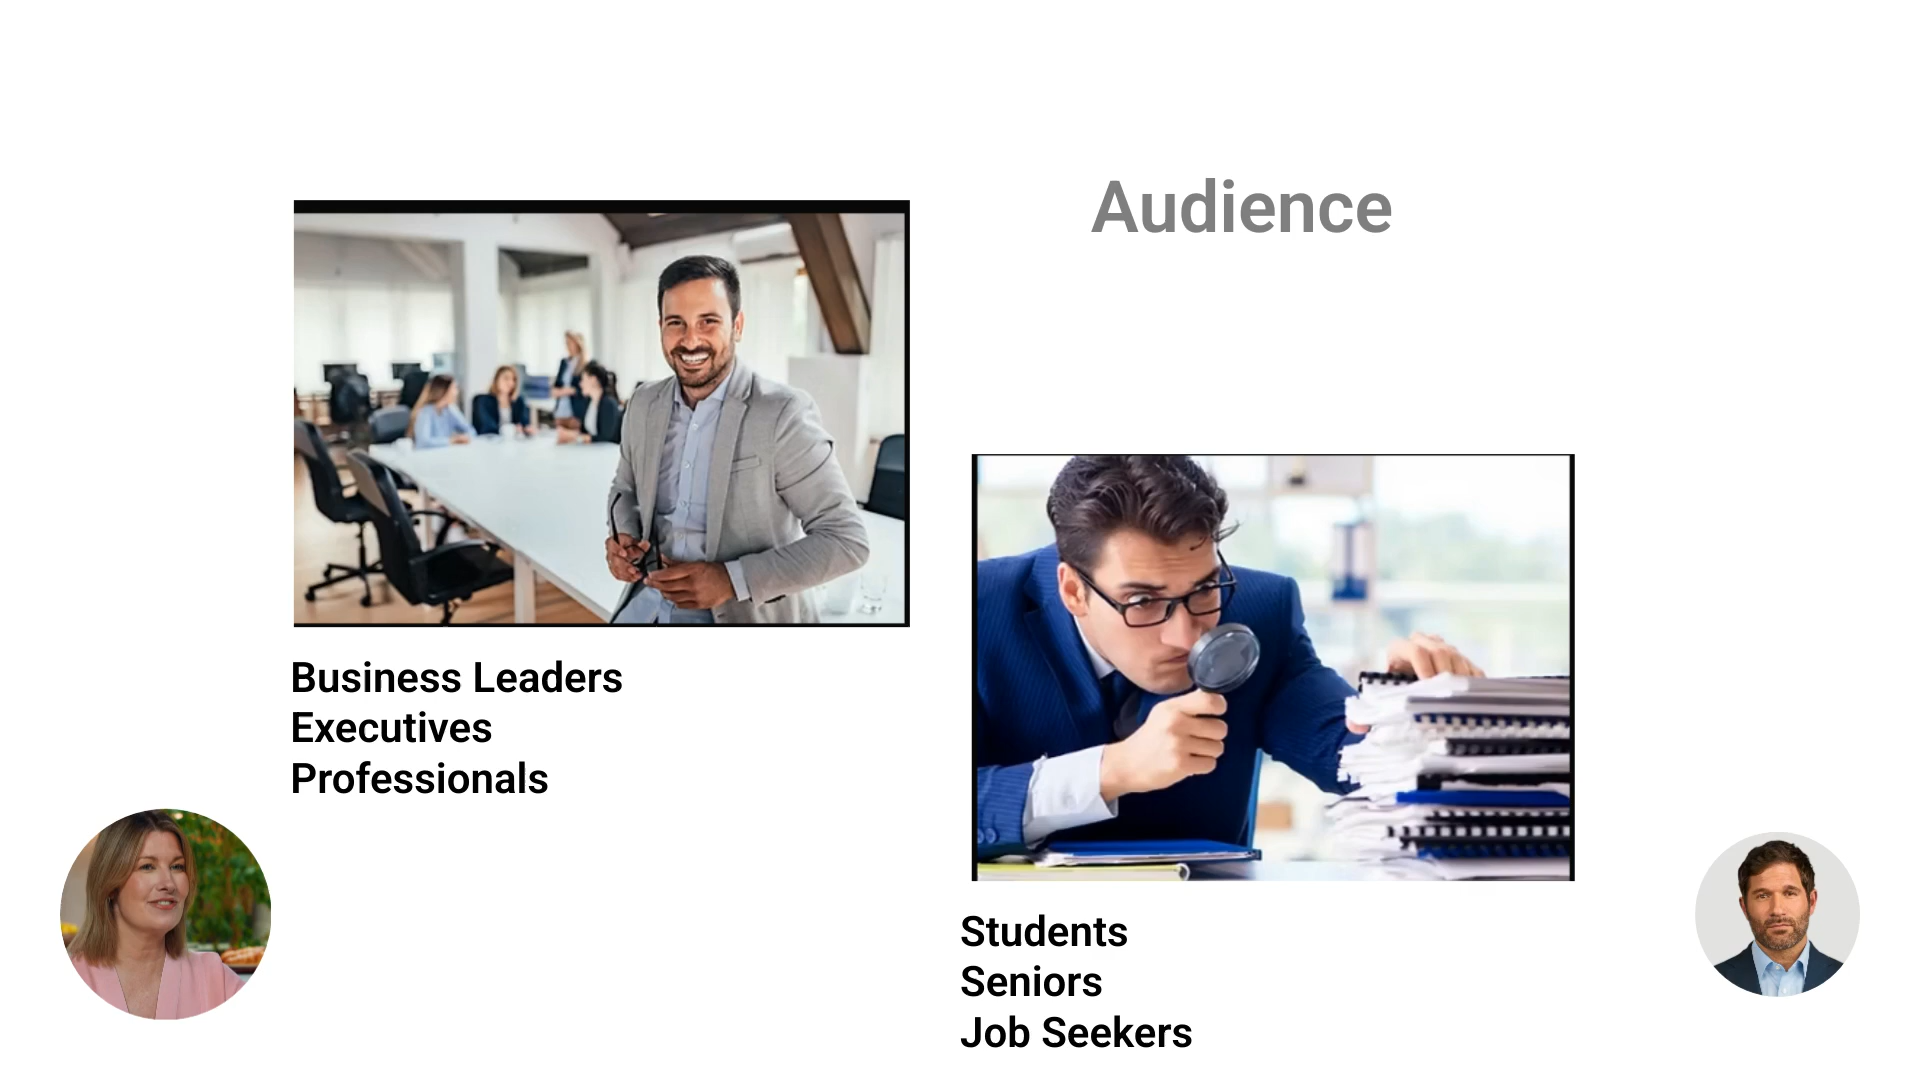 Audience
Business Leaders
Executives
Professionals
Students
Seniors
Job Seekers